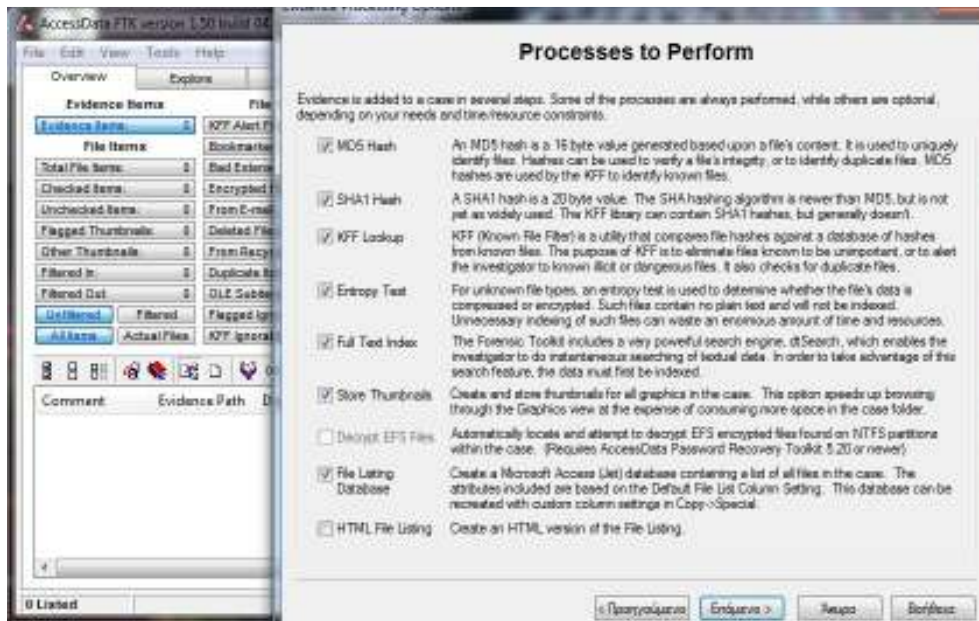 AccessData FTK version 1.50 build 04
File Edit View Tools Help
Overview Explore
Evidence Items File
Evidence Items 0 KFF Alert F
File Items Bookmarke
Total File Items 0 Bad Extens
Checked Items 0 Encrypted
Unchecked Items 0 From E-mai
Flagged Thumbnails 0 Deleted File
Other Thumbnails 0 From Recy
Filtered In 0 Duplicate It
Filtered Out 0 OLE Subite
Unfiltered Filtered Flagged Ign
All Items Actual Files KFF Ignorab
Comment Evidence Path D
0 Listed
Evidence Processing Options
Processes to Perform
Evidence is added to a case in several steps. Some of the processes are always performed, while others are optional,
depending on your needs and time/resource constraints.
MD5 Hash An MD5 hash is a 16 byte value generated based upon a file's content. It is used to uniquely
identify files. Hashes can be used to verify a file's integrity, or to identify duplicate files. MD5
hashes are used by the KFF to identify known files.
SHA1 Hash A SHA1 hash is a 20 byte value. The SHA hashing algorithm is newer than MD5, but is not
yet as widely used. The KFF library can contain SHA1 hashes, but generally doesn't.
KFF Lookup KFF (Known File Filter) is a utility that compares file hashes against a database of hashes
from known files. The purpose of KFF is to eliminate files known to be unimportant, or to alert
the investigator to known illicit or dangerous files. It also checks for duplicate files.
Entropy Test For unknown file types, an entropy test is used to determine whether the file's data is
compressed or encrypted. Such files contain no plain text and will not be indexed.
Unnecessary indexing of such files can waste an enormous amount of time and resources.
Full Text Index The Forensic Toolkit includes a very powerful search engine, dtSearch, which enables the
investigator to do instantaneous searching of textual data. In order to take advantage of this
search feature, the data must first be indexed.
Store Thumbnails Create and store thumbnails for all graphics in the case. This option speeds up browsing
through the Graphics view at the expense of consuming more space in the case folder.
Decrypt EFS Files Automatically locate and attempt to decrypt EFS encrypted files found on NTFS partitions
within the case. (Requires AccessData Password Recovery Toolkit 5.20 or newer)
File Listing Database Create a Microsoft Access (Jet) database containing a list of all files in the case. The
attributes included are based on the Default File List Column Setting. This database can be
recreated with custom column settings in Copy->Special.
HTML File Listing Create an HTML version of the File Listing.
< Προηγούμενο Επόμενο > Άκυρο Βοήθεια